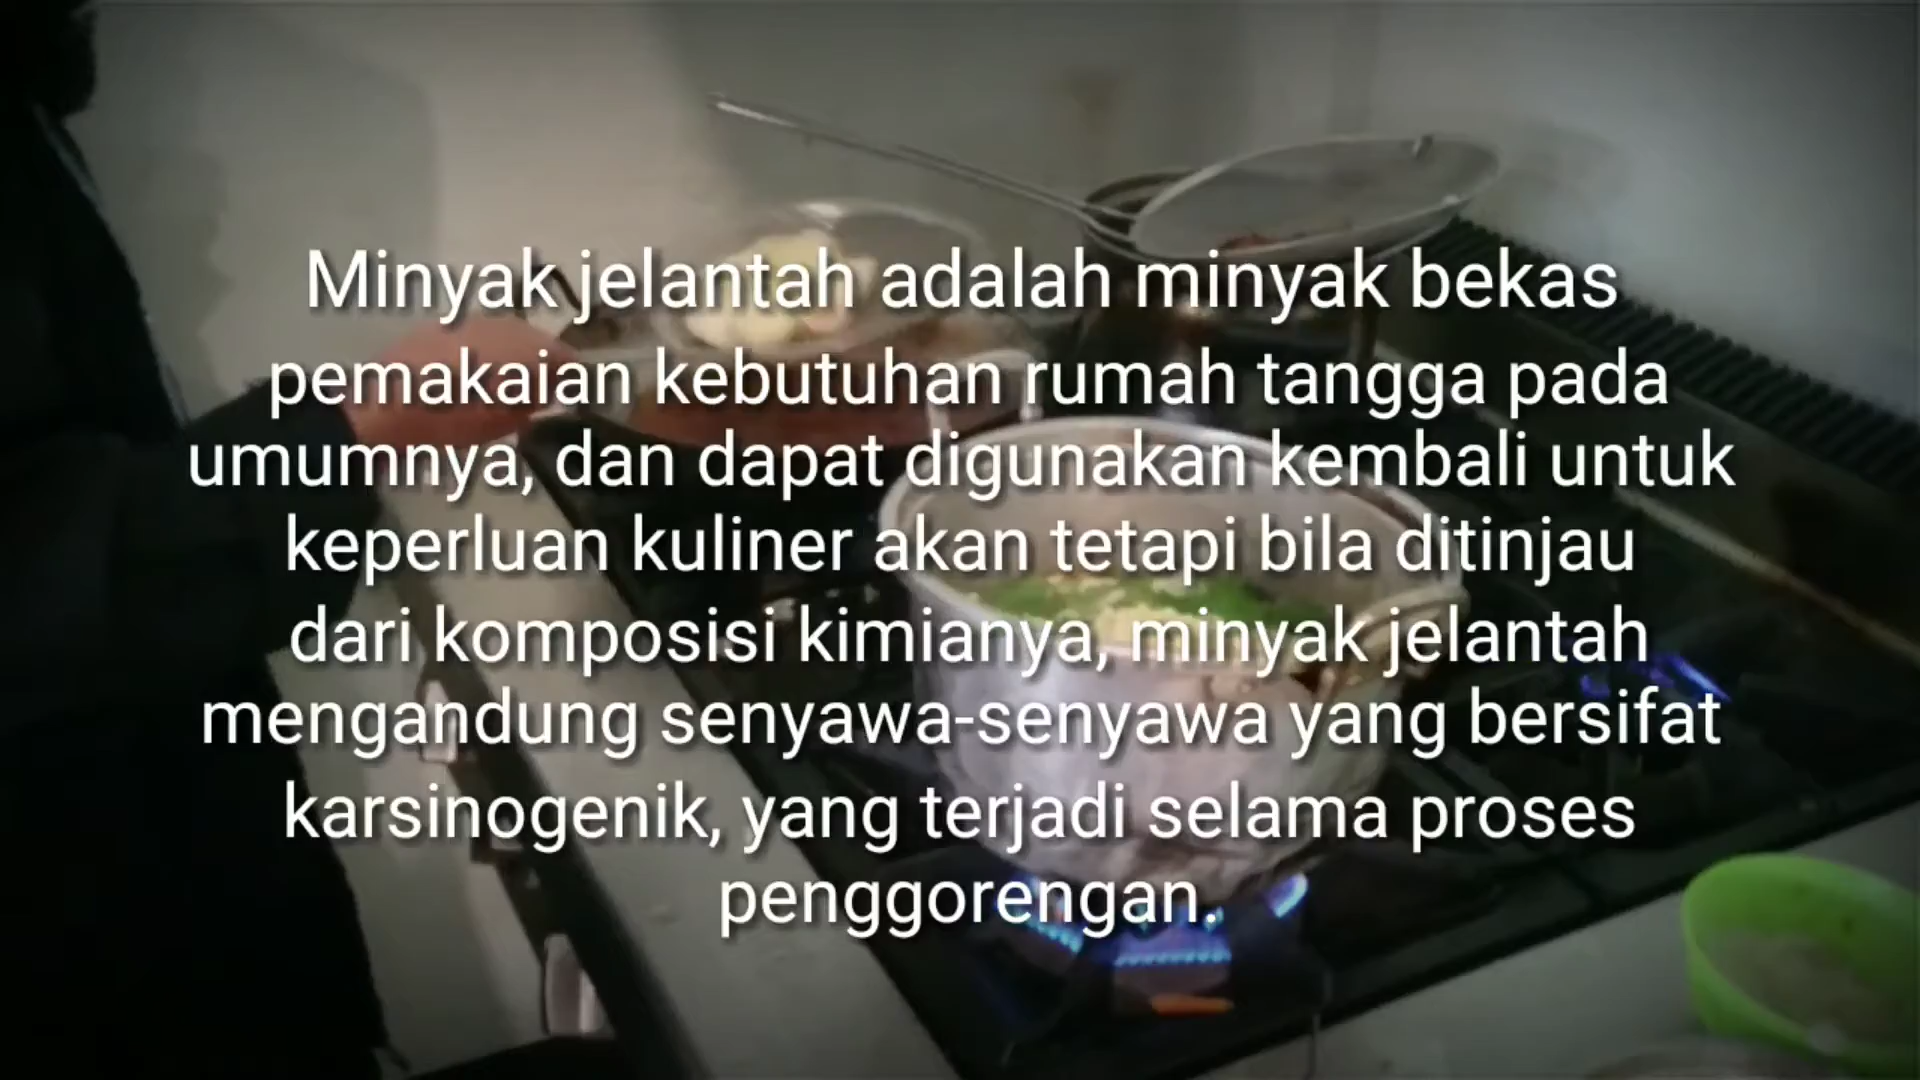 Minyak jelantah adalah minyak bekas
pemakaian kebutuhan rumah tangga pada
umumnya, dan dapat digunakan kembali untuk
keperluan kuliner akan tetapi bila ditinjau
dari komposisi kimianya, minyak jelantah
mengandung senyawa-senyawa yang bersifat
karsinogenik, yang terjadi selama proses
penggorengan.